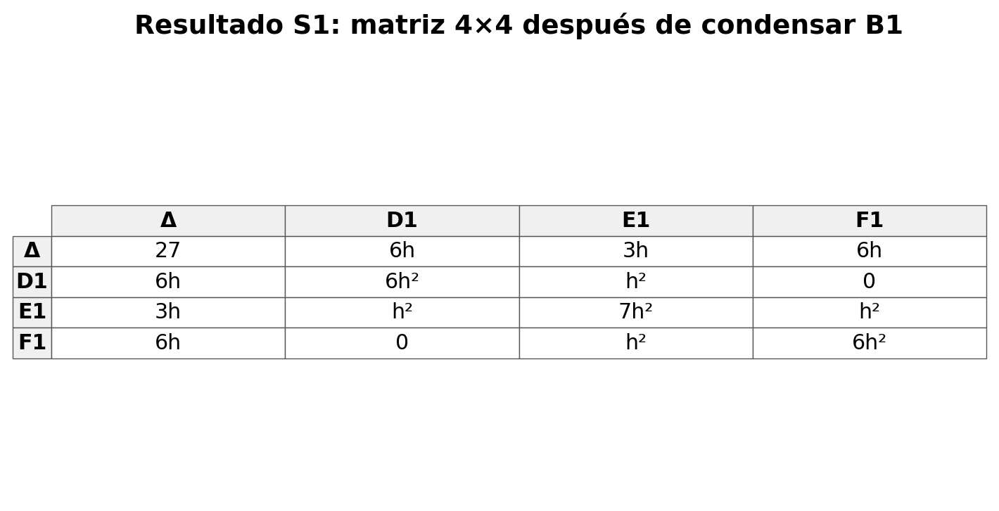 Resultado S1: matriz 4×4 después de condensar B1
Δ D1 E1 F1
Δ 27 6h 3h 6h
D1 6h 6h² h² 0
E1 3h h² 7h² h²
F1 6h 0 h² 6h²